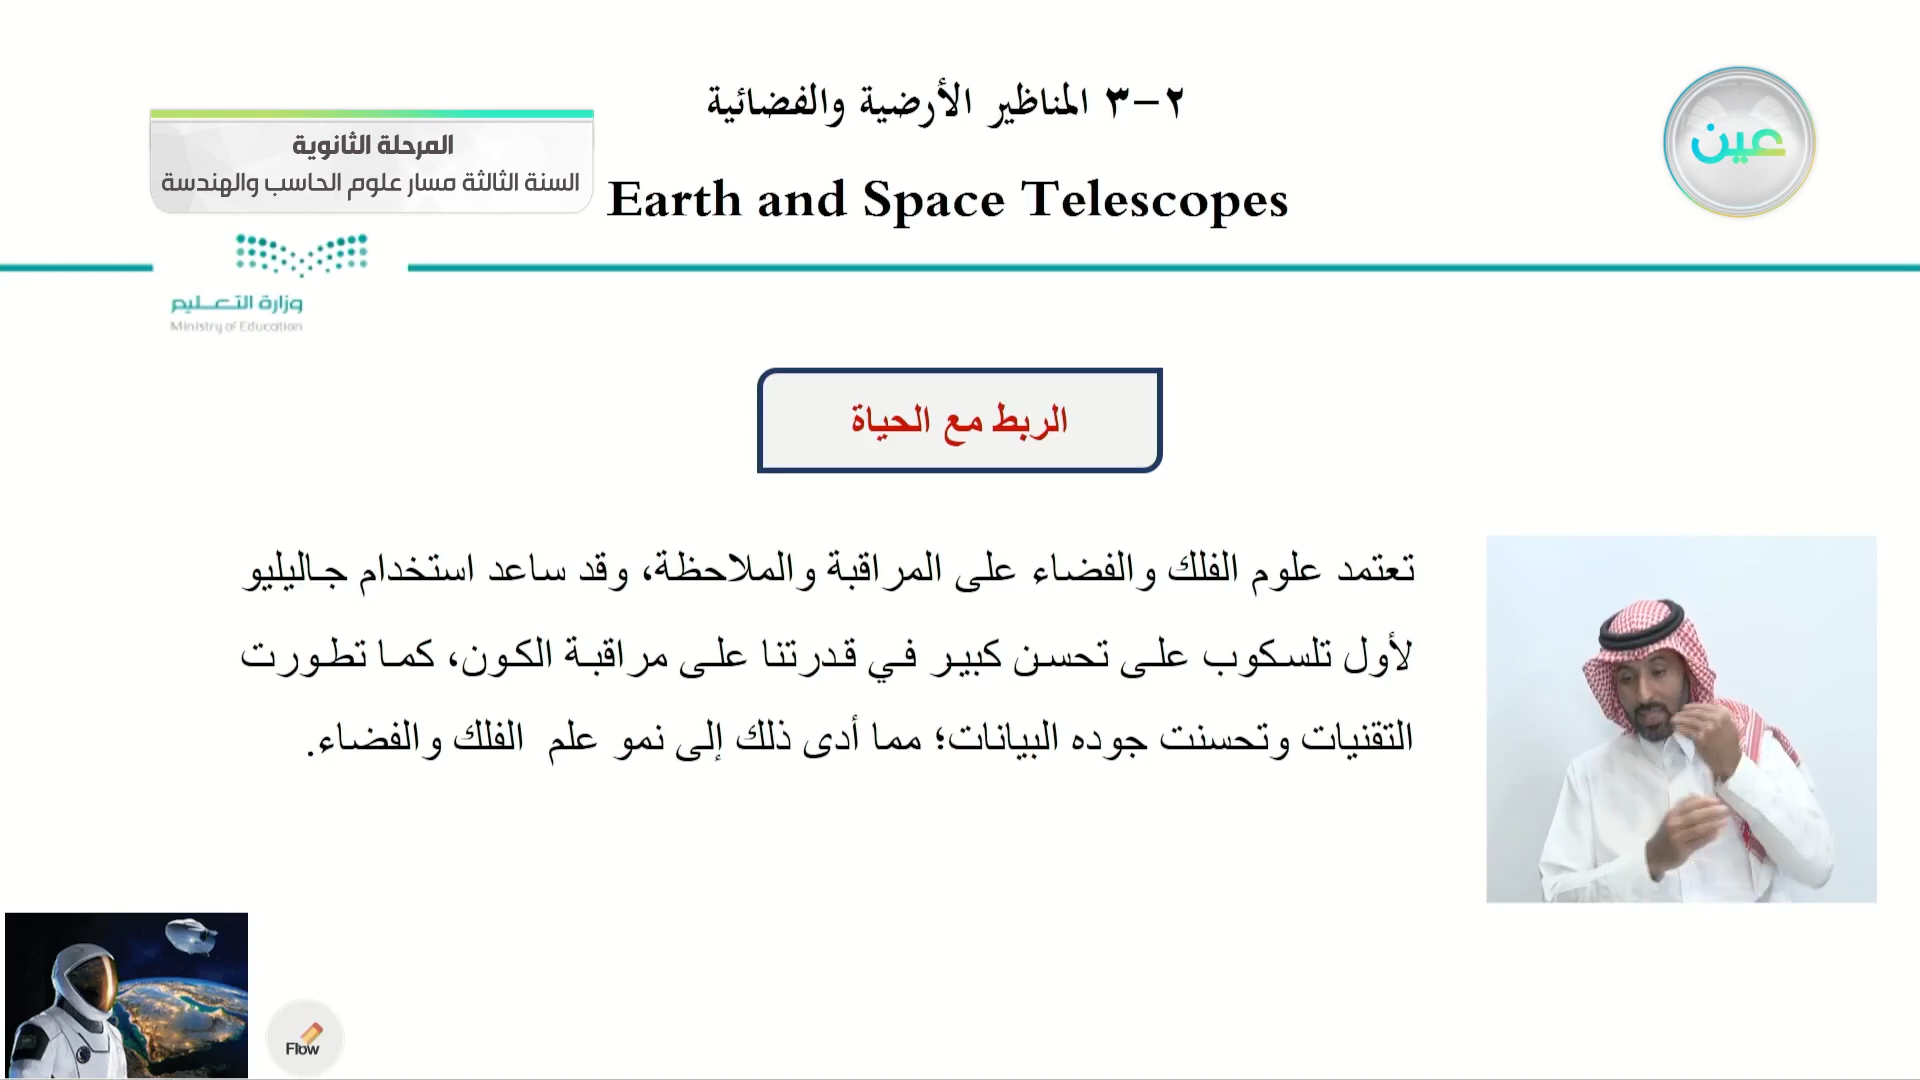 ٢-٣ المناظير الأرضية والفضائية
المرحلة الثانوية
السنة الثالثة مسار علوم الحاسب والهندسة
Earth and Space Telescopes
عين
وزارة التعـــليم
Ministry of Education
الربط مع الحياة
تعتمد علوم الفلك والفضاء على المراقبة والملاحظة، وقد ساعد استخدام جاليليو
لأول تلسكوب على تحسن كبير في قدرتنا على مراقبة الكون، كما تطورت
التقنيات وتحسنت جوده البيانات؛ مما أدى ذلك إلى نمو علم الفلك والفضاء.
Flow